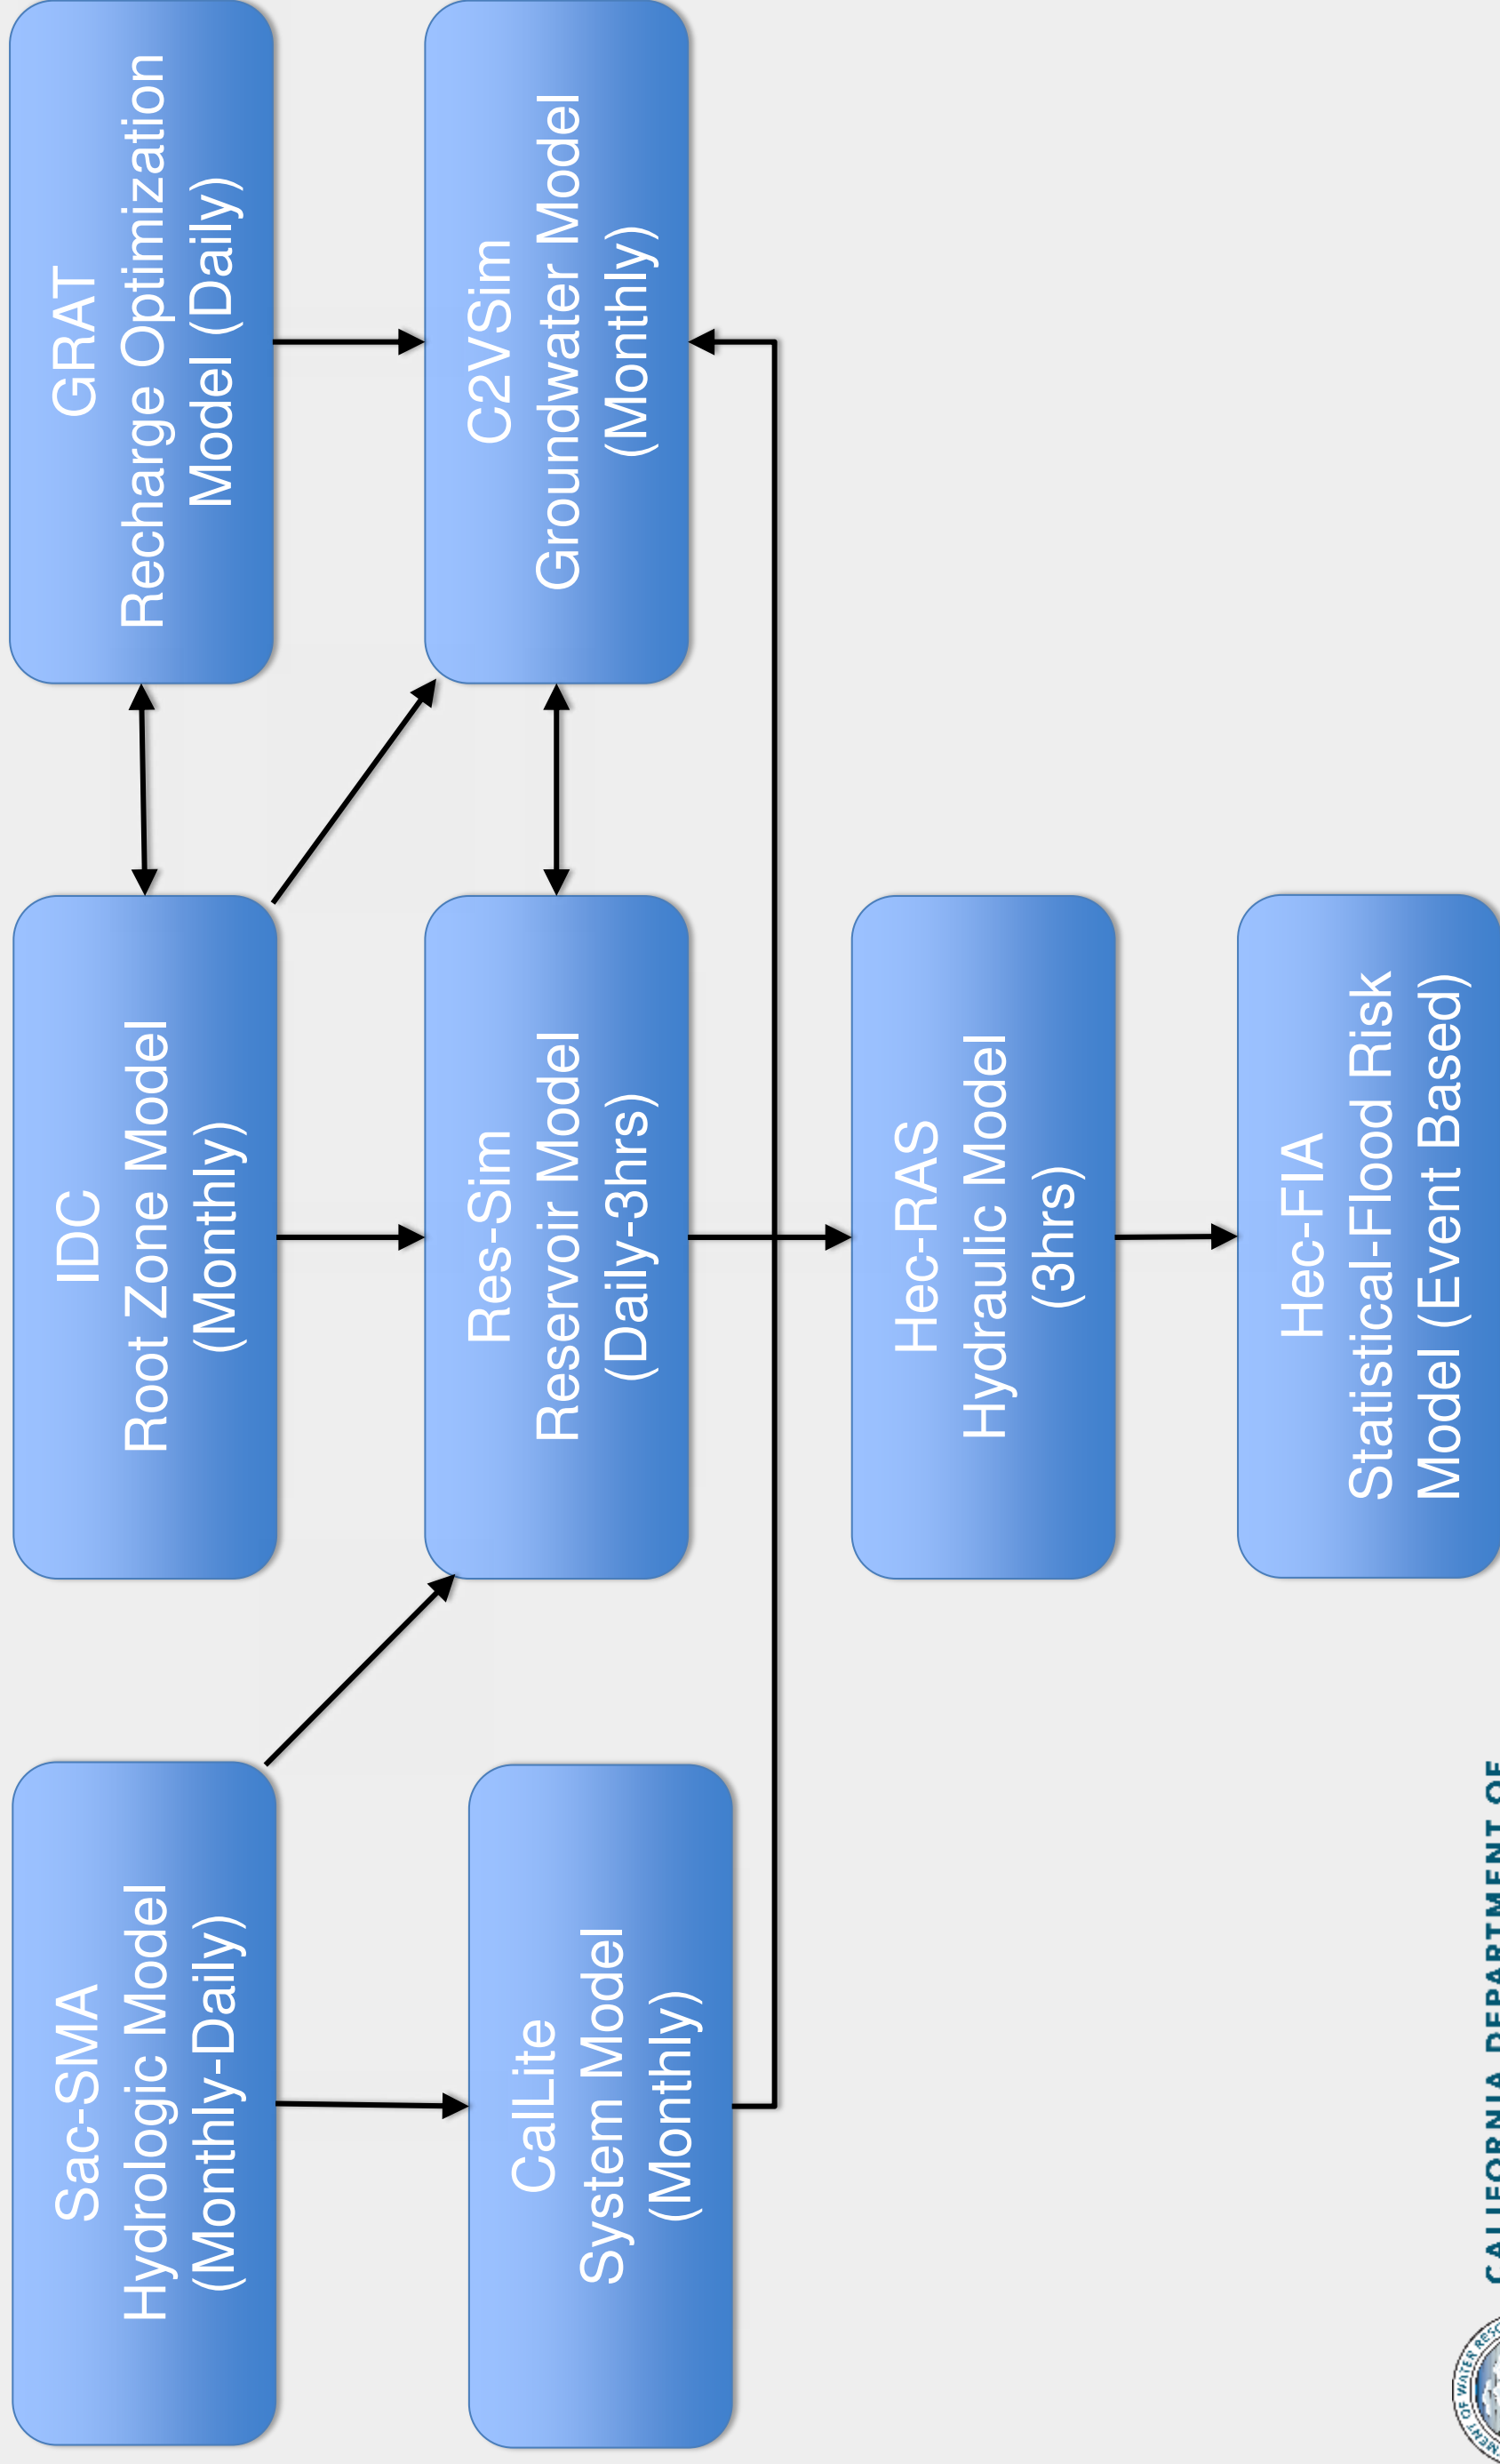 Sac-SMA
Hydrologic Model
(Monthly-Daily)
IDC
Root Zone Model
(Monthly)
GRAT
Recharge Optimization
Model (Daily)
CalLite
System Model
(Monthly)
Res-Sim
Reservoir Model
(Daily-3hrs)
C2VSim
Groundwater Model
(Monthly)
Hec-RAS
Hydraulic Model
(3hrs)
Hec-FIA
Statistical-Flood Risk
Model (Event Based)
CALIFORNIA DEPARTMENT OF
OF WATER